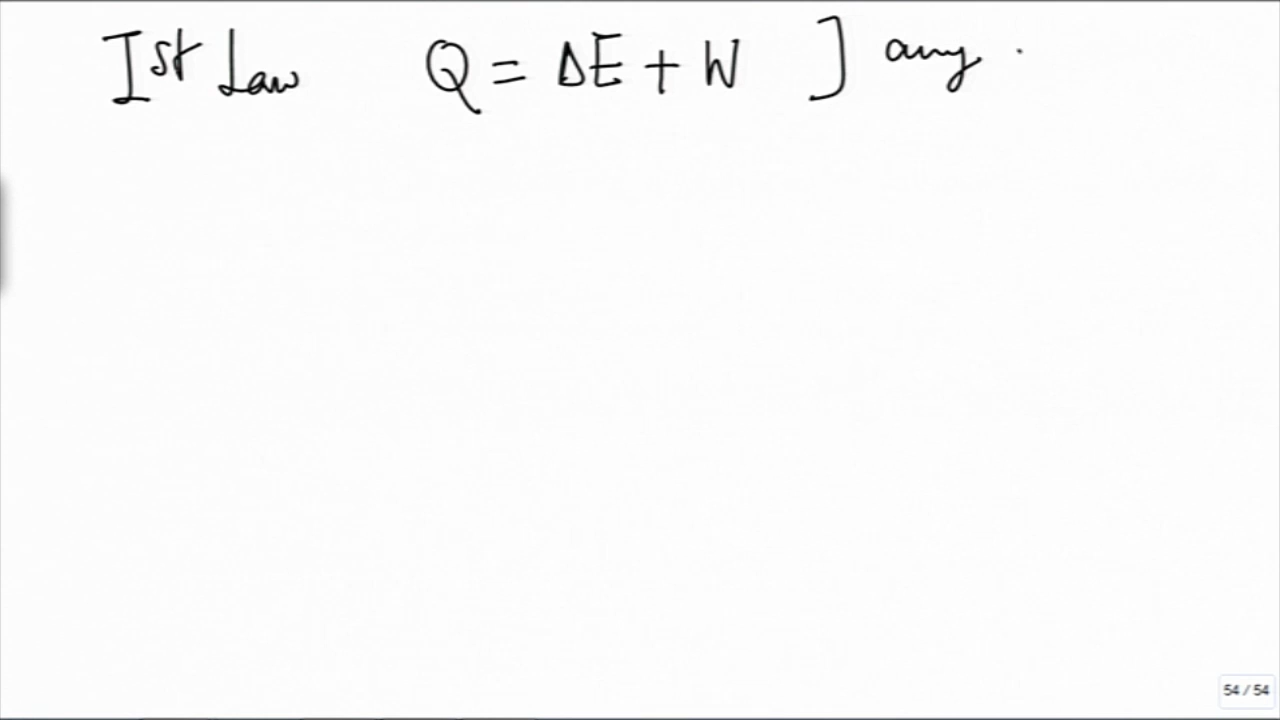 Ist Law Q = ΔE + W ] any
54 / 54